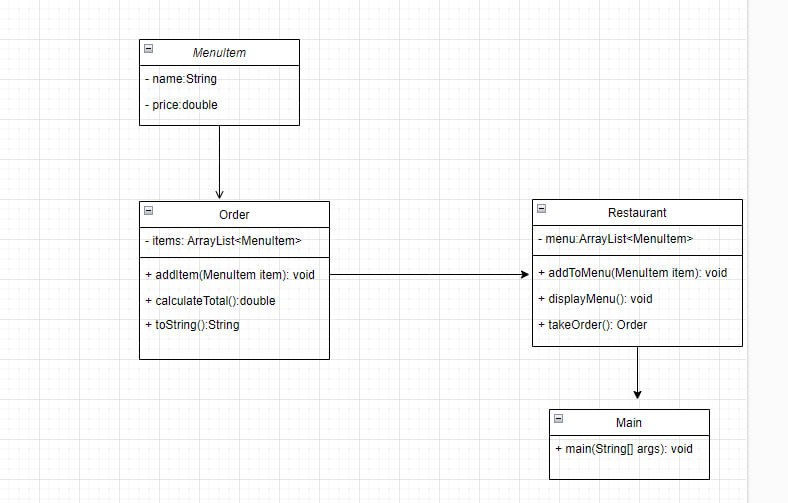 MenuItem
- name:String
- price:double
Order
- items: ArrayList<MenuItem>
+ addItem(MenuItem item): void
+ calculateTotal():double
+ toString():String
Restaurant
- menu:ArrayList<MenuItem>
+ addToMenu(MenuItem item): void
+ displayMenu(): void
+ takeOrder(): Order
Main
+ main(String[] args): void